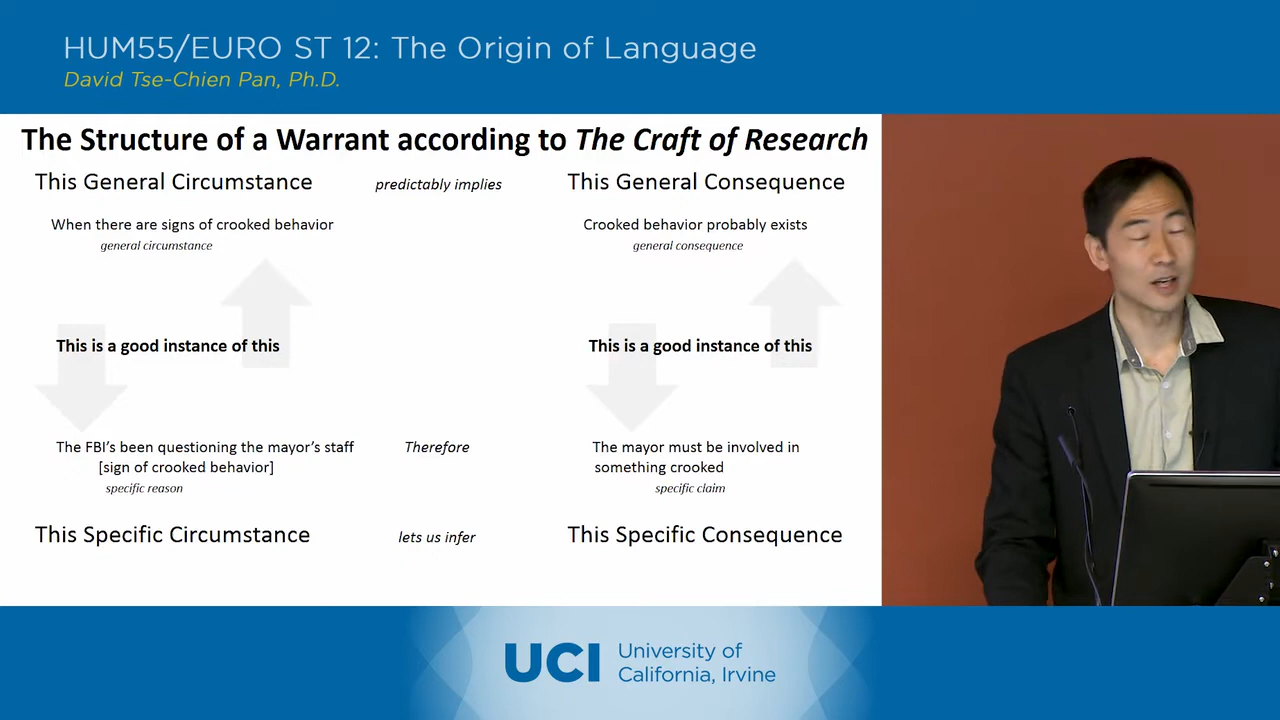 HUM55/EURO ST 12: The Origin of Language
David Tse-Chien Pan, Ph.D.
The Structure of a Warrant according to The Craft of Research
This General Circumstance predictably implies This General Consequence
When there are signs of crooked behavior Crooked behavior probably exists
general circumstance general consequence
This is a good instance of this This is a good instance of this
The FBI's been questioning the mayor's staff Therefore The mayor must be involved in
[sign of crooked behavior] something crooked
specific reason specific claim
This Specific Circumstance lets us infer This Specific Consequence
UCI University of
California, Irvine